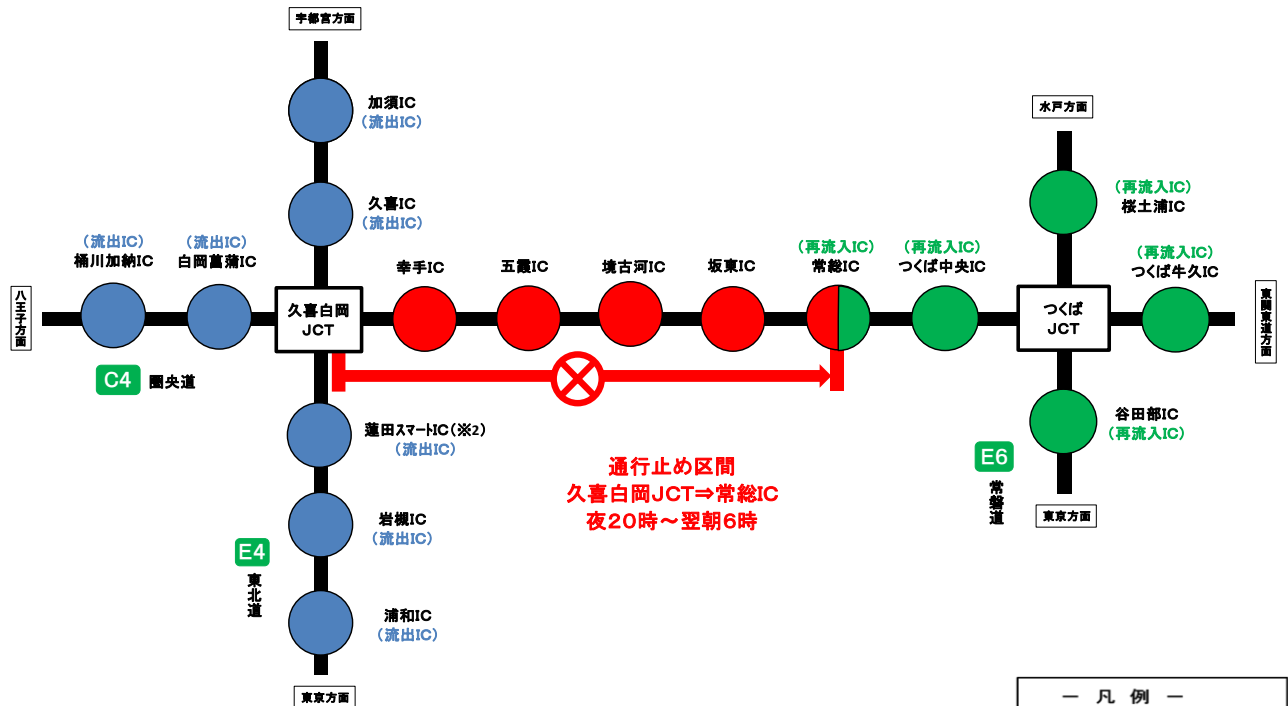 宇都宮方面
加須IC
(流出IC)
水戸方面
久喜IC
(流出IC)
(再流入IC)
桜土浦IC
(流出IC)
桶川加納IC
(流出IC)
白岡菖蒲IC
幸手IC
五霞IC
境古河IC
坂東IC
(再流入IC)
常総IC
(再流入IC)
つくば中央IC
(再流入IC)
つくば牛久IC
八王子方面
久喜白岡
JCT
つくば
JCT
東関東道方面
C4 圏央道
蓮田スマートIC(※2)
(流出IC)
谷田部IC
(再流入IC)
E6
常磐道
東京方面
通行止め区間
久喜白岡JCT⇒常総IC
夜20時~翌朝6時
岩槻IC
(流出IC)
E4
東北道
浦和IC
(流出IC)
東京方面
- 凡 例 -